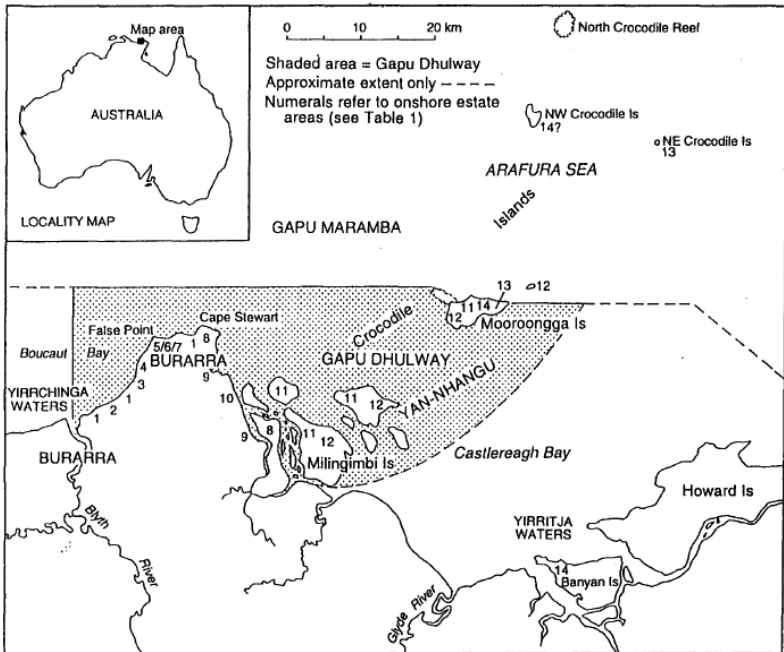 Map area
AUSTRALIA
LOCALITY MAP
0 10 20 km
Shaded area = Gapu Dhulway
Approximate extent only
Numerals refer to onshore estate
areas (see Table 1)
North Crocodile Reef
NW Crocodile Is
14?
NE Crocodile Is
13
ARAFURA SEA
Islands
GAPU MARAMBA
13
12
11 14
12
Mooroongga Is
Crocodile
Cape Stewart
False Point
5/6/7 1 8
Boucaut Bay
BURARRA
GAPU DHULWAY
4
3
9
YIRRCHINGA
WATERS
1 2 1
10
11
11 12
YAN-NHANGU
8
9
11
12
Milingimbi Is
BURARRA
Castlereagh Bay
Howard Is
YIRRITJA
WATERS
Blyth
River
14
Banyan Is
Glyde River